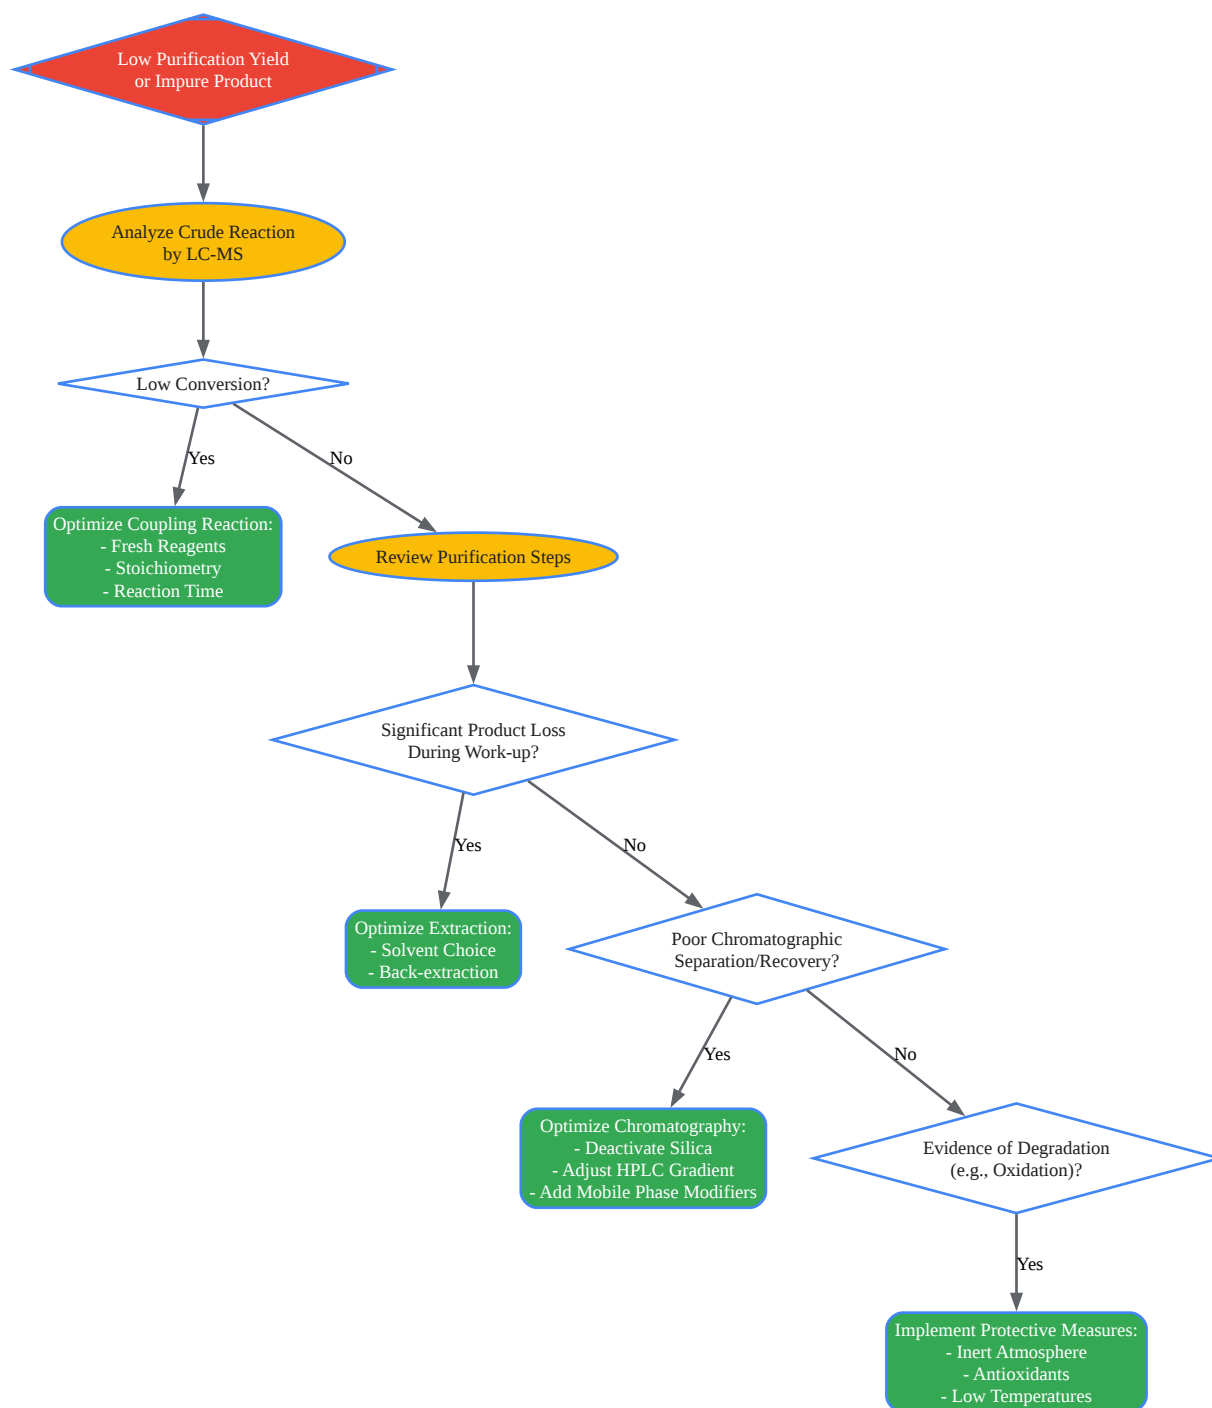 Low Purification Yield
or Impure Product
Analyze Crude Reaction
by LC-MS
Low Conversion?
Yes
No
Optimize Coupling Reaction:
- Fresh Reagents
- Stoichiometry
- Reaction Time
Review Purification Steps
Significant Product Loss
During Work-up?
Yes
No
Optimize Extraction:
- Solvent Choice
- Back-extraction
Poor Chromatographic
Separation/Recovery?
Yes
No
Optimize Chromatography:
- Deactivate Silica
- Adjust HPLC Gradient
- Add Mobile Phase Modifiers
Evidence of Degradation
(e.g., Oxidation)?
Yes
Implement Protective Measures:
- Inert Atmosphere
- Antioxidants
- Low Temperatures